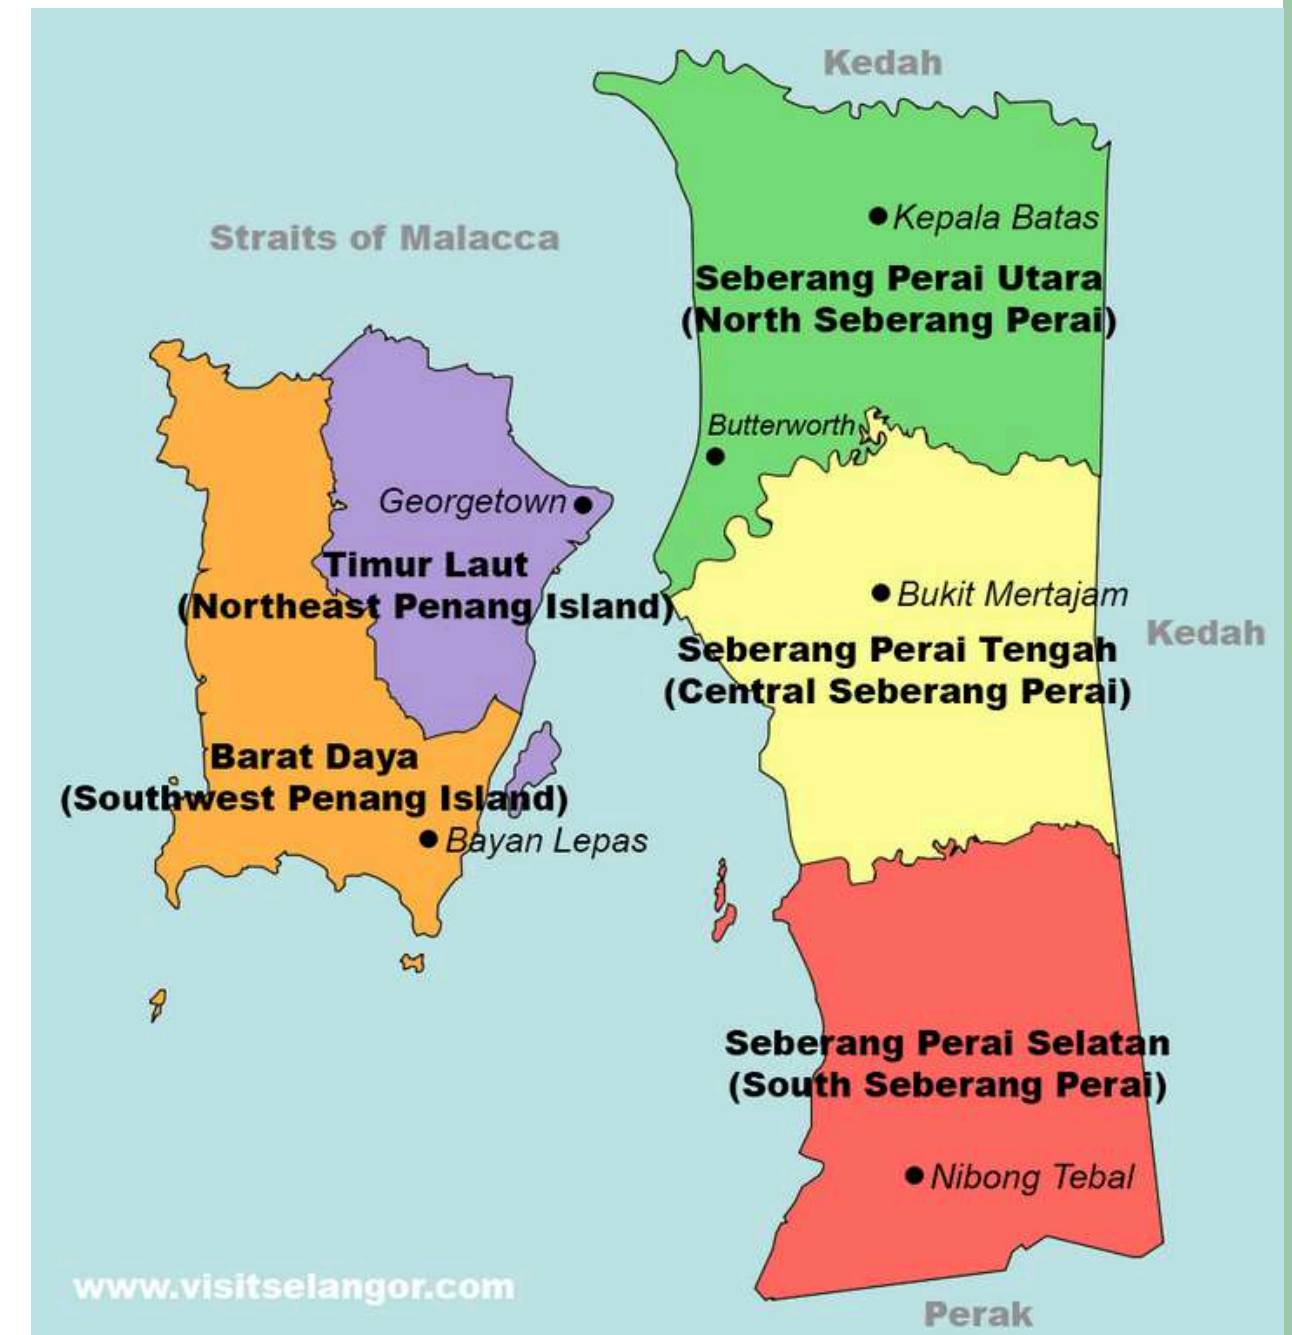 Kedah
Kepala Batas
Straits of Malacca
Seberang Perai Utara
(North Seberang Perai)
Butterworth
Georgetown
Timur Laut
(Northeast Penang Island)
Bukit Mertajam
Kedah
Seberang Perai Tengah
(Central Seberang Perai)
Barat Daya
(Southwest Penang Island)
Bayan Lepas
Seberang Perai Selatan
(South Seberang Perai)
Nibong Tebal
www.visitselangor.com
Perak